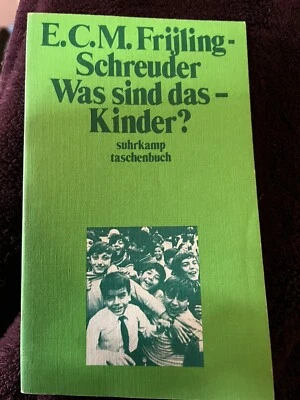 E.C.M. Frijling-
Schreuder
Was sind das –
Kinder?
suhrkamp
taschenbuch